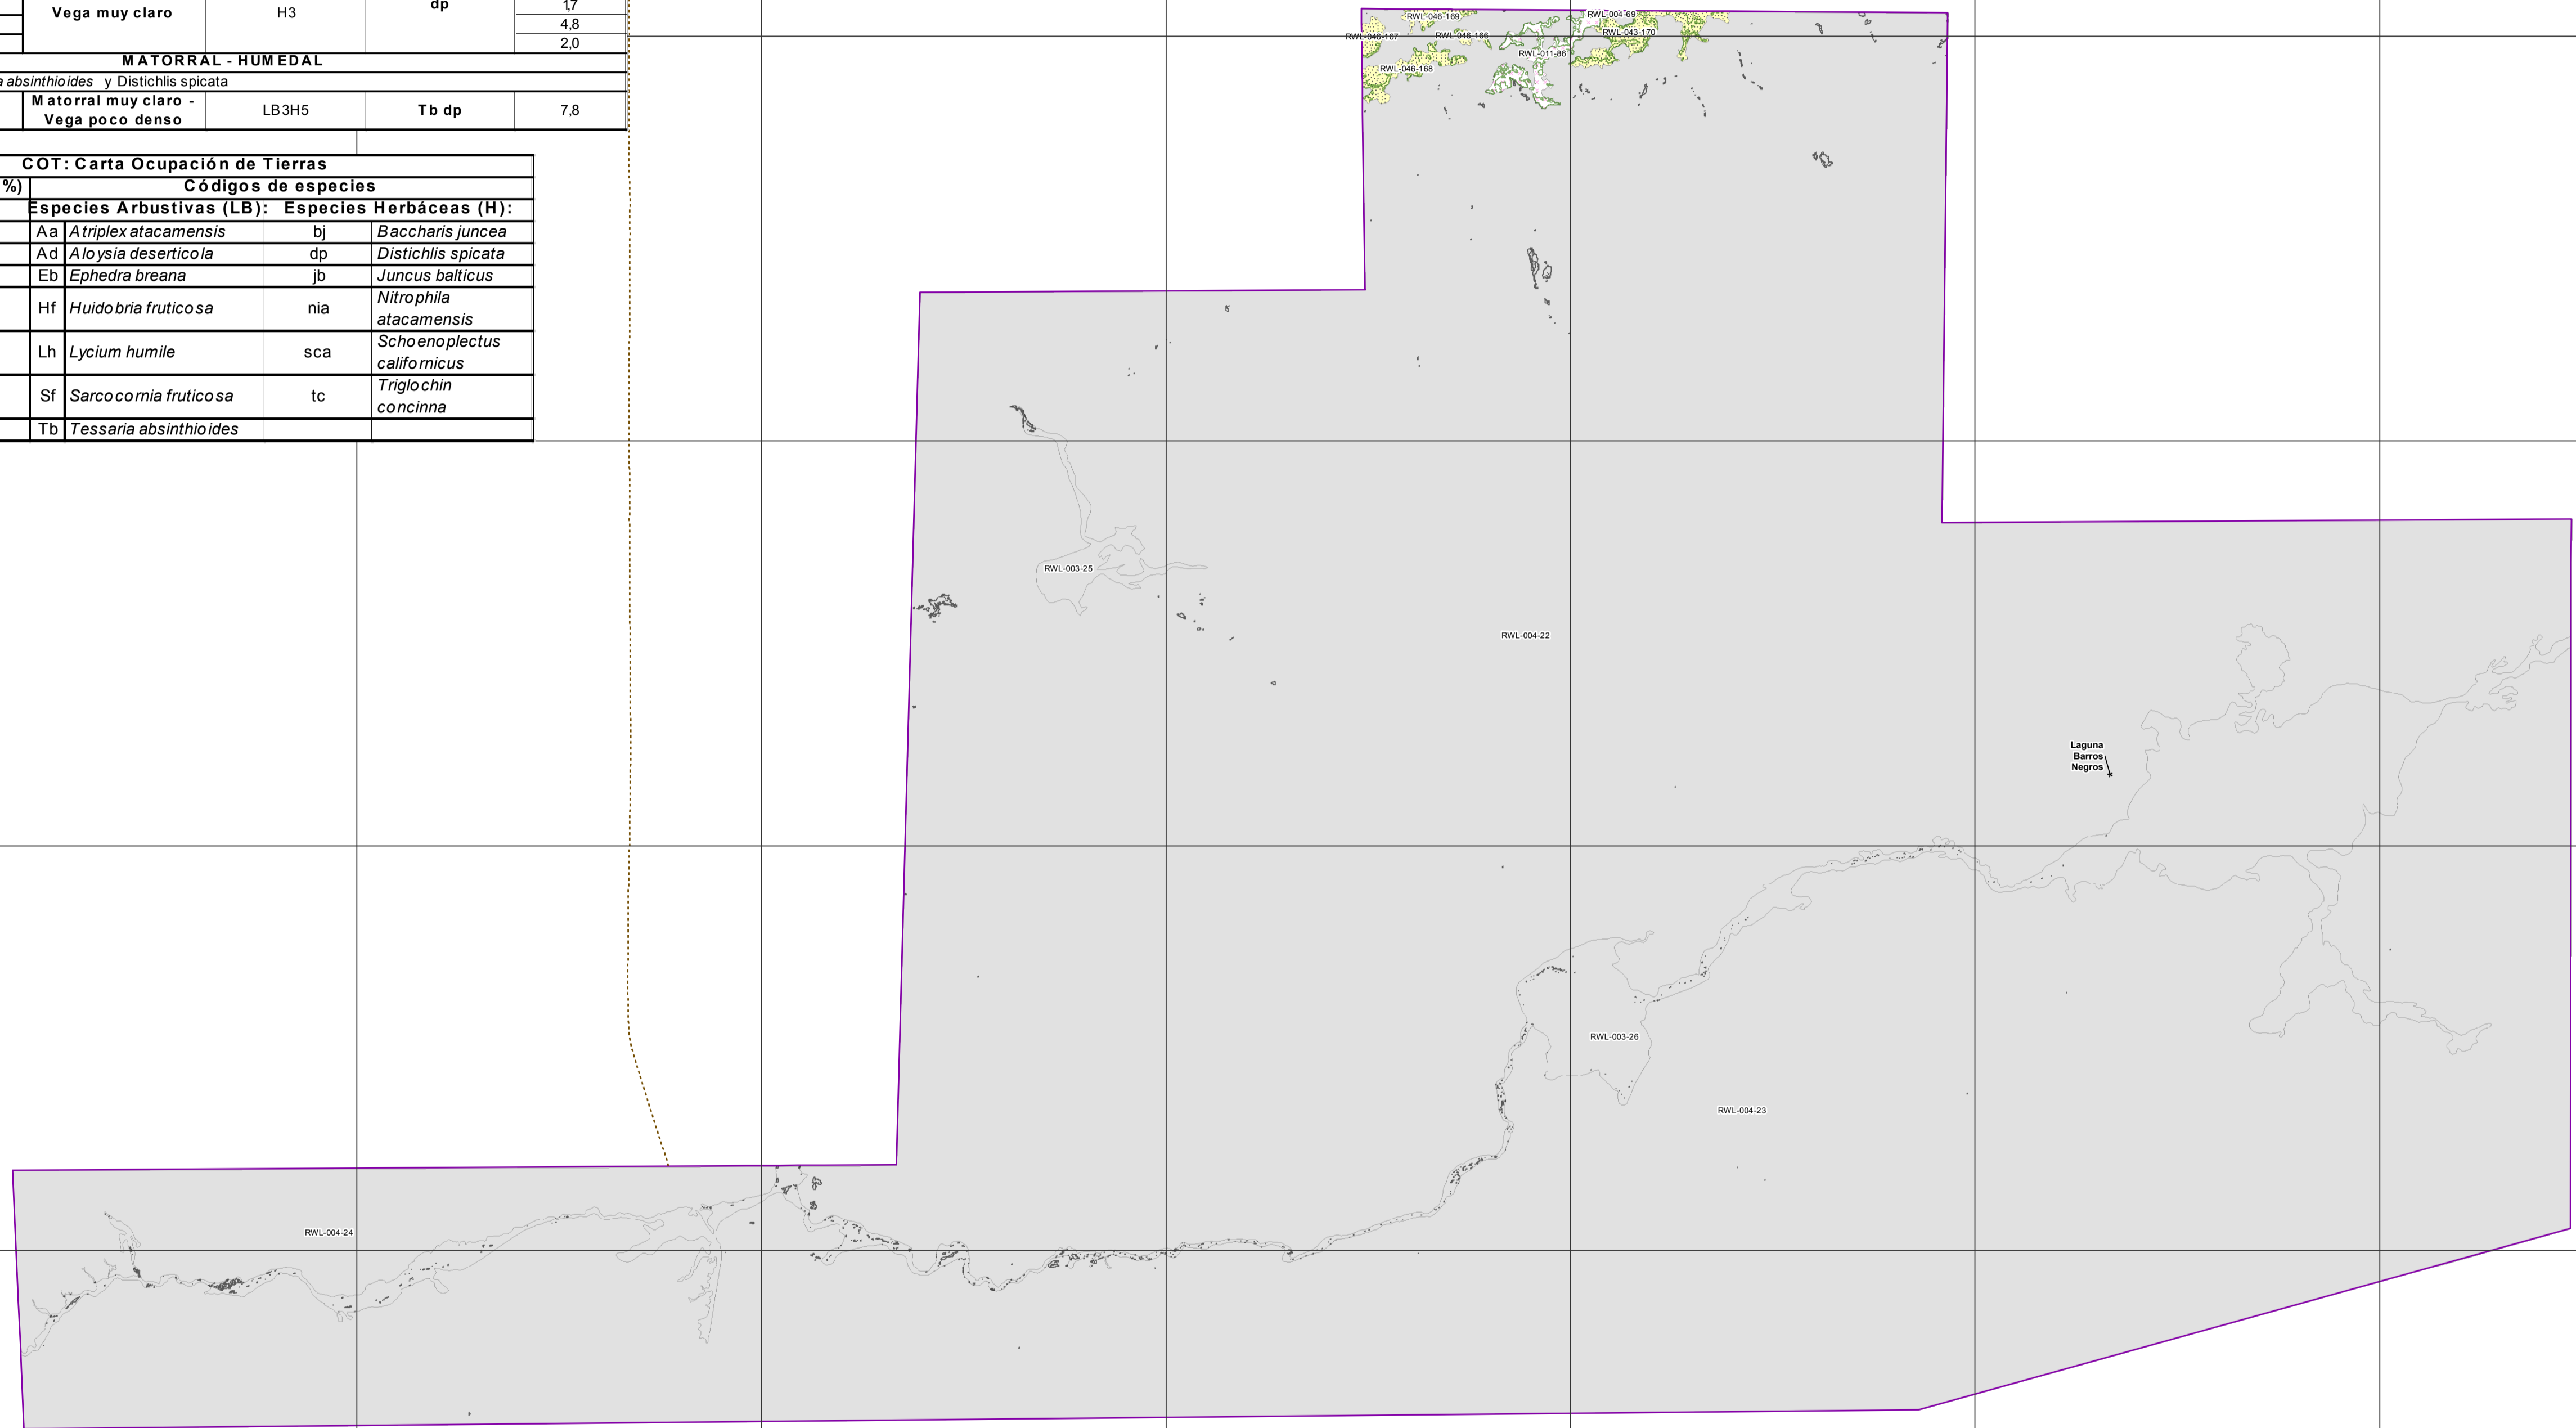 Vega muy claro H3 dp 1,7
4,8
2,0
MATORRAL - HUMEDAL
a absinthioides y Distichlis spicata
Matorral muy claro - Vega poco denso LB3H5 Tb dp 7,8
COT: Carta Ocupación de Tierras
%) Códigos de especies
Especies Arbustivas (LB): Especies Herbáceas (H):
Aa Atriplex atacamensis bj Baccharis juncea
Ad Aloysia deserticola dp Distichlis spicata
Eb Ephedra breana jb Juncus balticus
Hf Huidobria fruticosa nia Nitrophila atacamensis
Lh Lycium humile sca Schoenoplectus californicus
Sf Sarcocornia fruticosa tc Triglochin concinna
Tb Tessaria absinthioides
RWL-046-169
RWL-004-69
RWL-046-167
RWL-046-166
RWL-043-170
RWL-011-86
RWL-046-168
RWL-003-25
RWL-004-22
Laguna
Barros
Negros
RWL-003-26
RWL-004-23
RWL-004-24